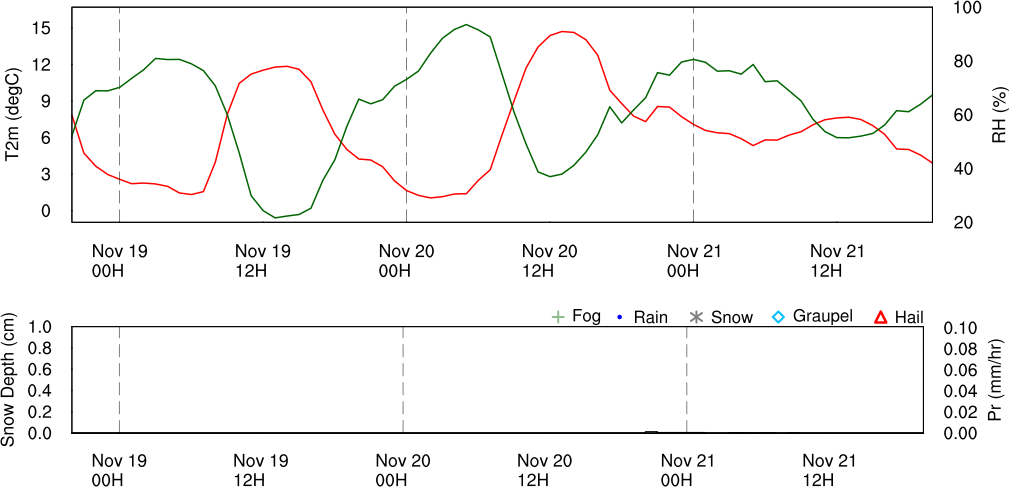 T2m (degC)
15
12
9
6
3
0
100
80
60
40
20
RH (%)
Nov 19 Nov 19 Nov 20 Nov 20 Nov 21 Nov 21
00H 12H 00H 12H 00H 12H
Fog Rain Snow Graupel Hail
Snow Depth (cm)
1.0
0.8
0.6
0.4
0.2
0.0
0.10
0.08
0.06
0.04
0.02
0.00
Pr (mm/hr)
Nov 19 Nov 19 Nov 20 Nov 20 Nov 21 Nov 21
00H 12H 00H 12H 00H 12H